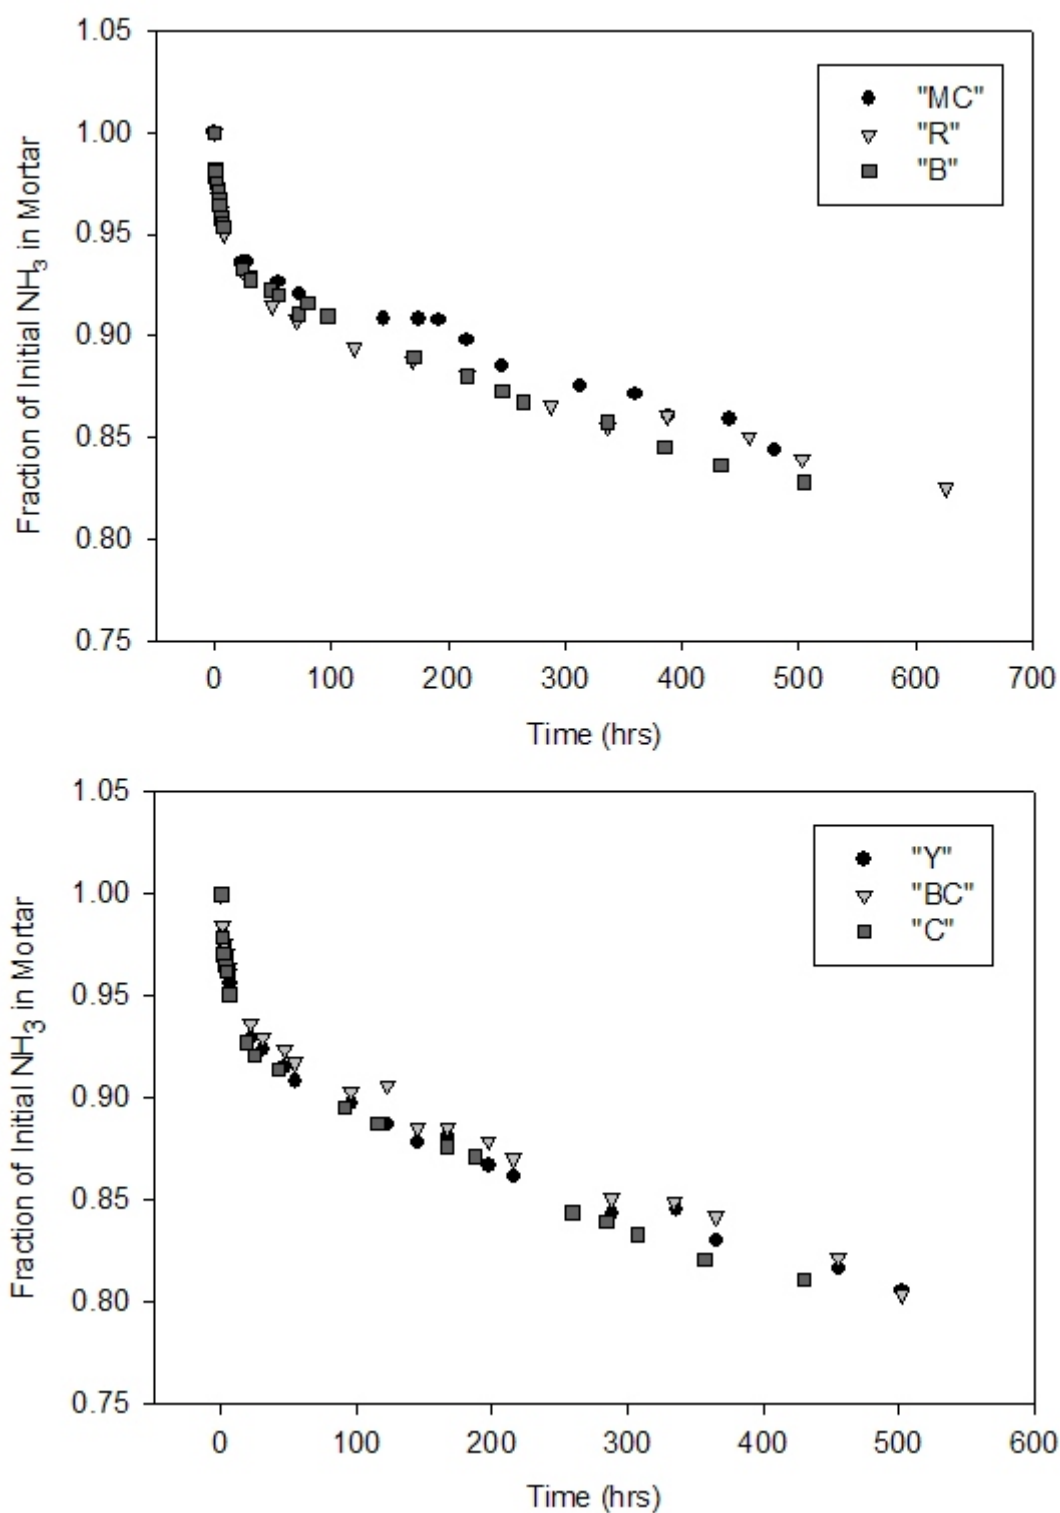 1.05
1.00
0.95
0.90
0.85
0.80
0.75
Fraction of Initial NH3 in Mortar
"MC"
"R"
"B"
0 100 200 300 400 500 600 700
Time (hrs)
1.05
1.00
0.95
0.90
0.85
0.80
0.75
Fraction of Initial NH3 in Mortar
"Y"
"BC"
"C"
0 100 200 300 400 500 600
Time (hrs)